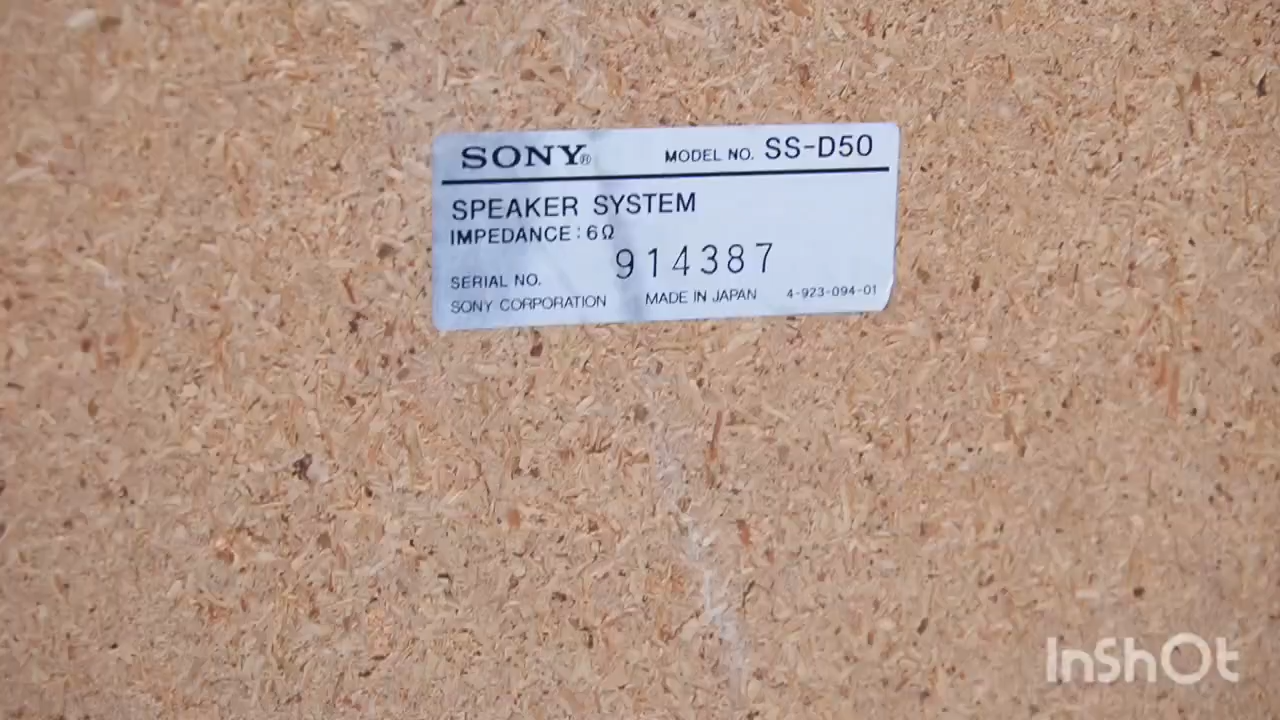 SONY® MODEL NO. SS-D50
SPEAKER SYSTEM
IMPEDANCE : 6Ω
SERIAL NO. 914387
SONY CORPORATION MADE IN JAPAN 4-923-094-01
InShOt